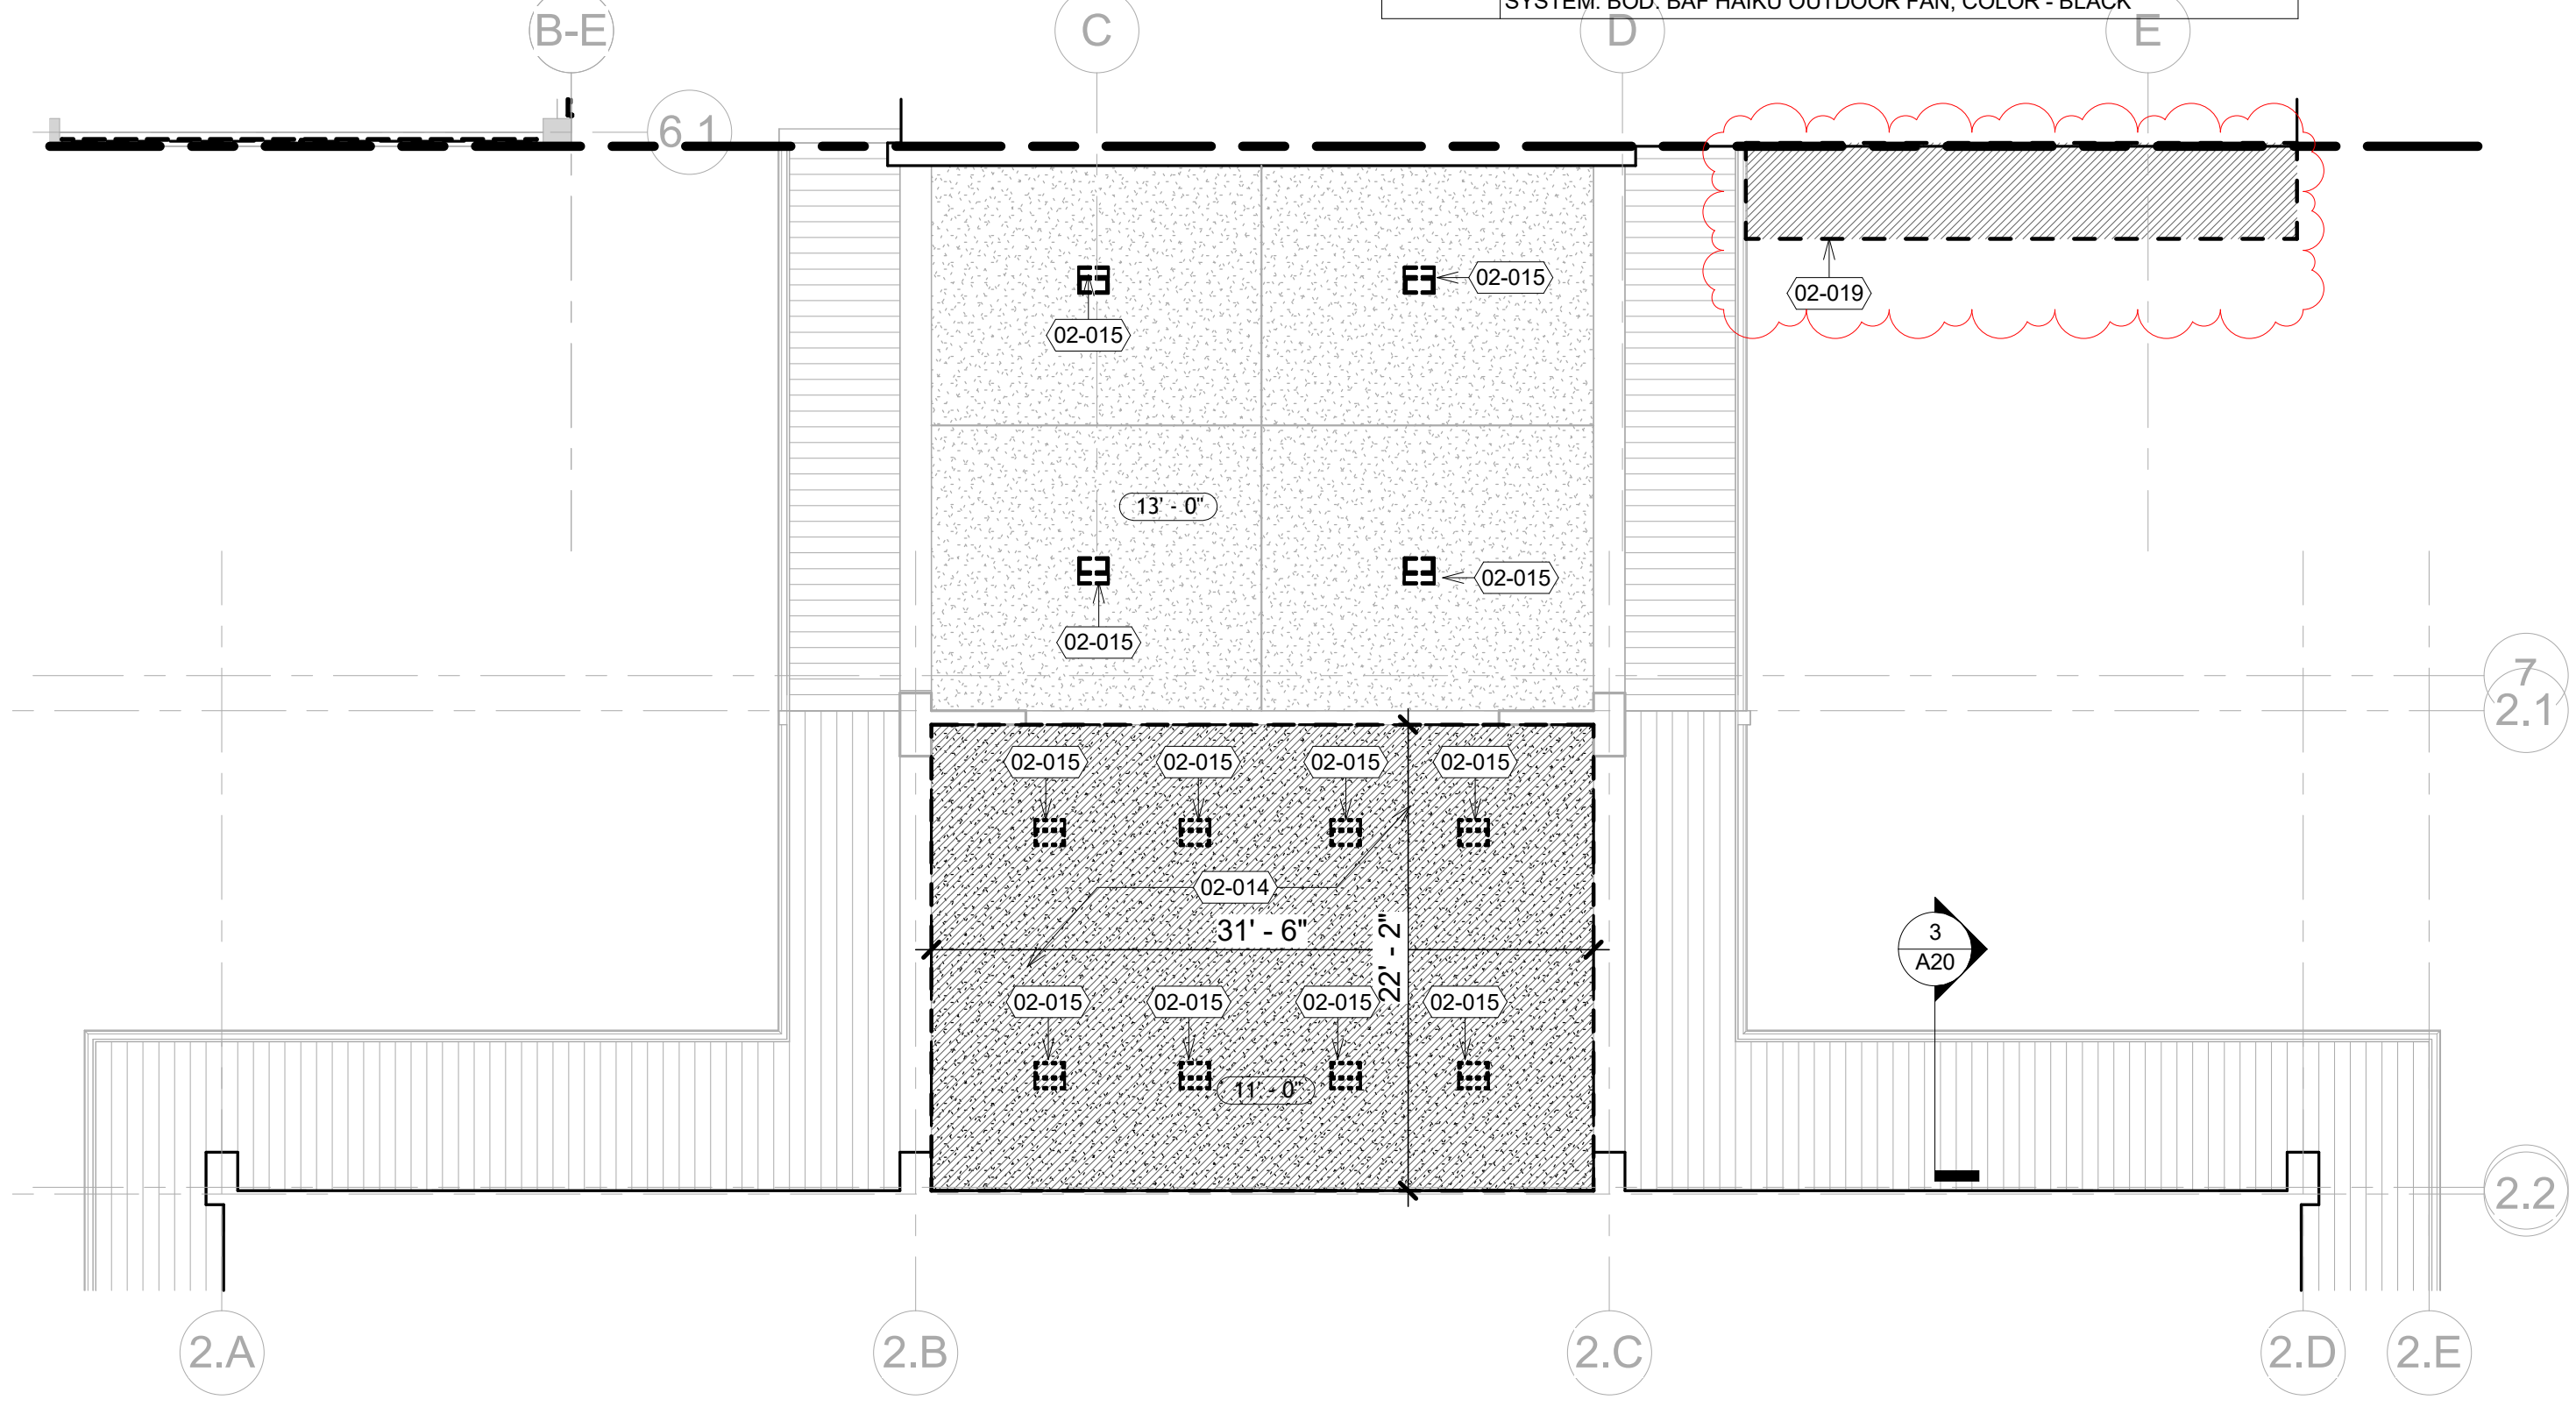 SYSTEM. BOD: BAF HAIKU OUTDOOR FAN, COLOR - BLACK
B-E
C
D
E
6.1
02-015
02-019
02-015
13' - 0"
02-015
02-015
7
2.1
02-015
02-015
02-015
02-015
02-014
31' - 6"
22' - 2"
3
A20
02-015
02-015
02-015
02-015
11' - 0"
2.2
2.A
2.B
2.C
2.D
2.E